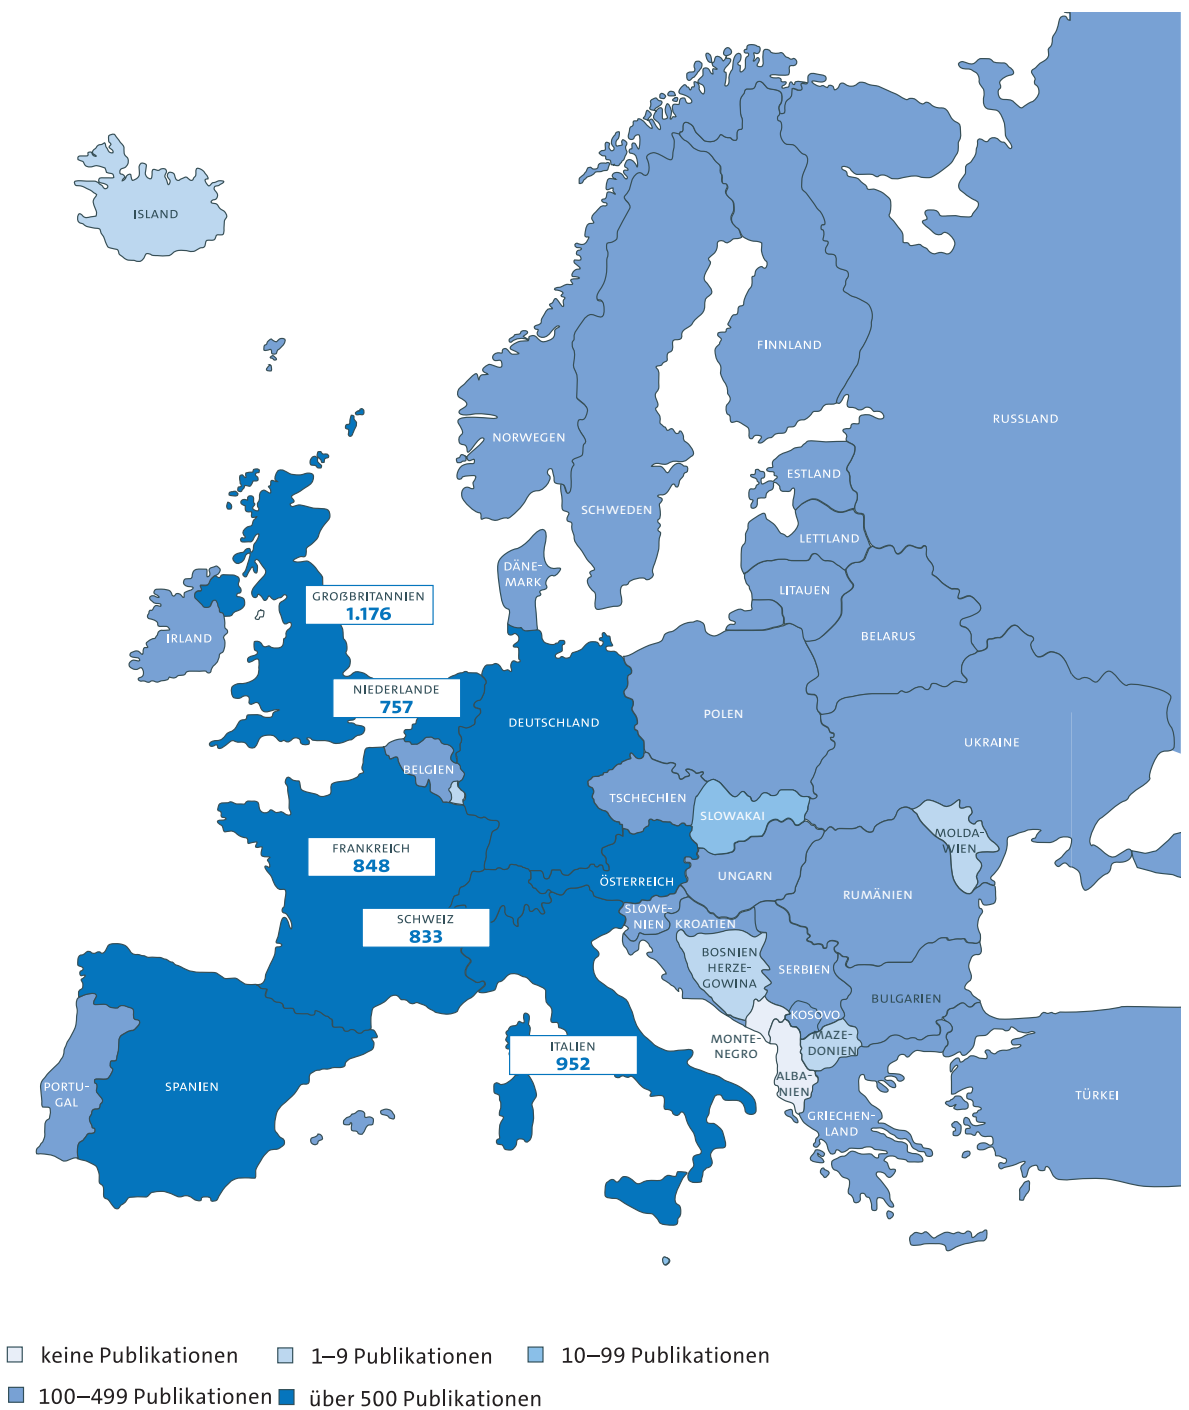 ISLAND
FINNLAND
RUSSLAND
NORWEGEN
ESTLAND
SCHWEDEN
LETTLAND
DÄNE-
MARK
LITAUEN
GROßBRITANNIEN
1.176
IRLAND
BELARUS
NIEDERLANDE
757
DEUTSCHLAND
POLEN
UKRAINE
BELGIEN
TSCHECHIEN
SLOWAKAI
MOLDA-
WIEN
FRANKREICH
848
ÖSTERREICH
UNGARN
RUMÄNIEN
SCHWEIZ
833
SLOWE-
NIEN
KROATIEN
BOSNIEN
HERZE-
GOWINA
SERBIEN
BULGARIEN
KOSOVO
MONTE-
NEGRO
MAZE-
DONIEN
ITALIEN
952
ALBA-
NIEN
PORTU-
GAL
SPANIEN
GRIECHEN-
LAND
TÜRKEI
keine Publikationen
1–9 Publikationen
10–99 Publikationen
100–499 Publikationen
über 500 Publikationen